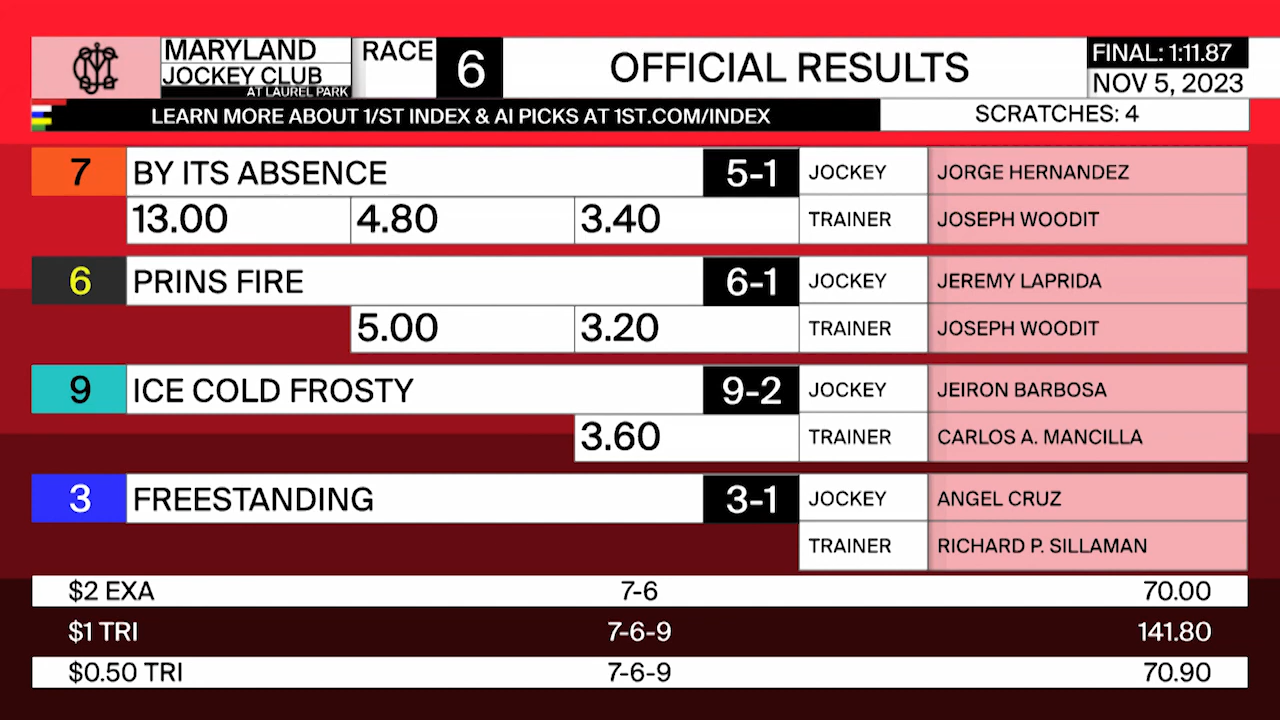 MARYLAND
JOCKEY CLUB
AT LAUREL PARK
RACE 6
OFFICIAL RESULTS
FINAL: 1:11.87
NOV 5, 2023
LEARN MORE ABOUT 1/ST INDEX & AI PICKS AT 1ST.COM/INDEX
SCRATCHES: 4
7 BY ITS ABSENCE 5-1 JOCKEY JORGE HERNANDEZ
13.00 4.80 3.40 TRAINER JOSEPH WOODIT
6 PRINS FIRE 6-1 JOCKEY JEREMY LAPRIDA
5.00 3.20 TRAINER JOSEPH WOODIT
9 ICE COLD FROSTY 9-2 JOCKEY JEIRON BARBOSA
3.60 TRAINER CARLOS A. MANCILLA
3 FREESTANDING 3-1 JOCKEY ANGEL CRUZ
TRAINER RICHARD P. SILLAMAN
$2 EXA 7-6 70.00
$1 TRI 7-6-9 141.80
$0.50 TRI 7-6-9 70.90